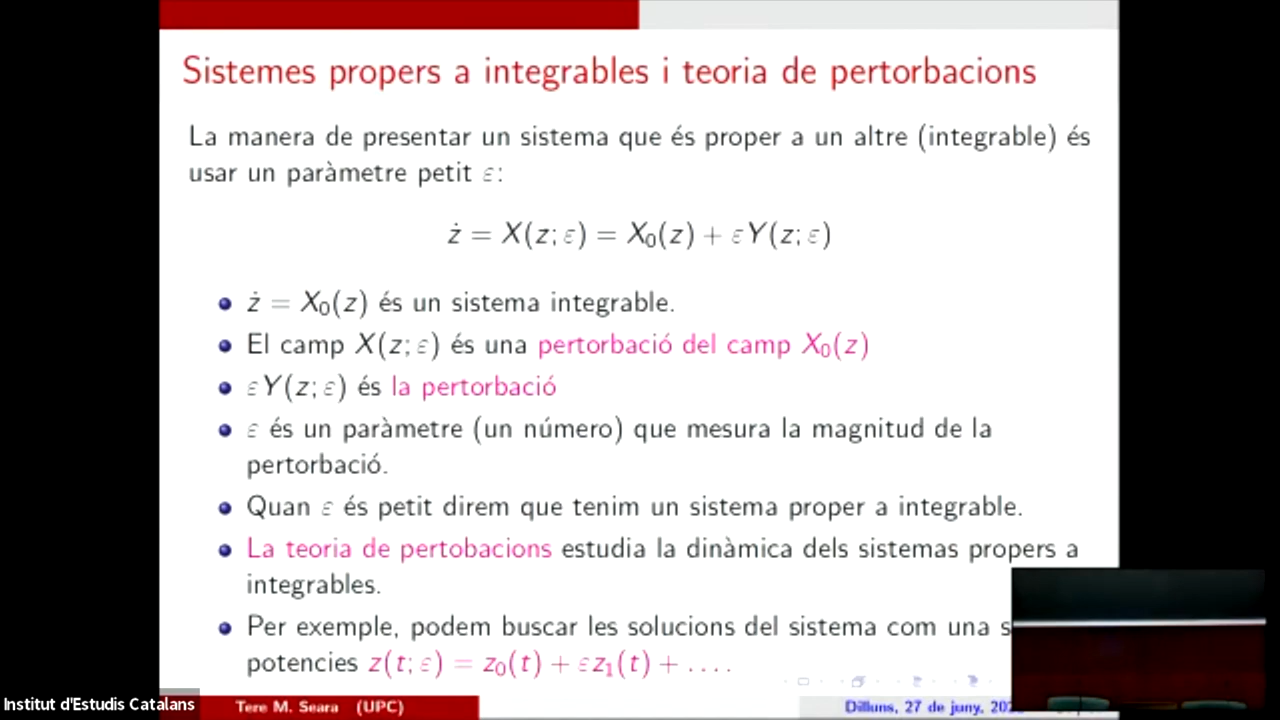 Sistemes propers a integrables i teoria de pertorbacions
La manera de presentar un sistema que és proper a un altre (integrable) és
usar un paràmetre petit ε:
ż = X(z; ε) = X₀(z) + εY(z; ε)
ż = X₀(z) és un sistema integrable.
El camp X(z; ε) és una pertorbació del camp X₀(z)
εY(z; ε) és la pertorbació
ε és un paràmetre (un número) que mesura la magnitud de la
pertorbació.
Quan ε és petit direm que tenim un sistema proper a integrable.
La teoria de pertobacions estudia la dinàmica dels sistemas propers a
integrables.
Per exemple, podem buscar les solucions del sistema com una
potencies z(t; ε) = z₀(t) + εz₁(t) + ....
Institut d'Estudis Catalans
Tere M. Seara (UPC)
Dilluns, 27 de juny,